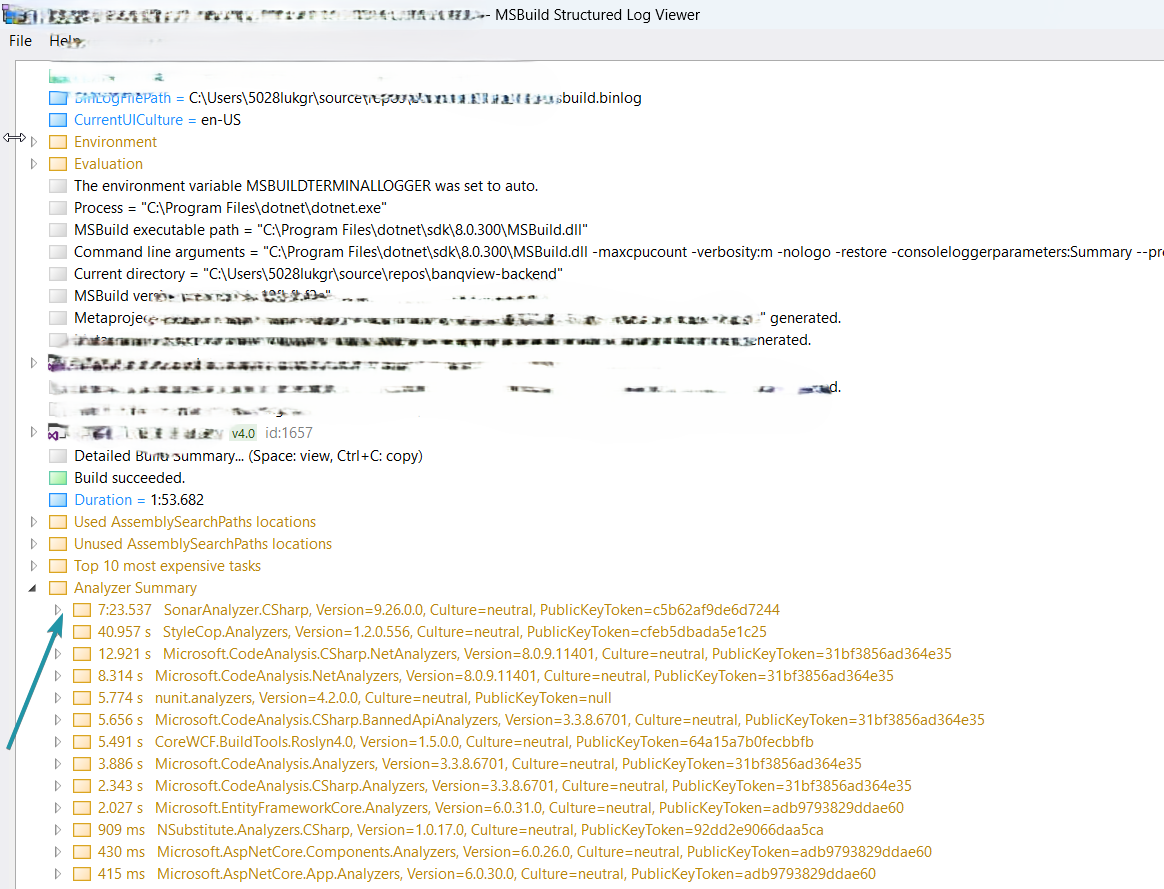 - MSBuild Structured Log Viewer
File Help
BinLogFilePath = C:\Users\5028lukgr\source\repos\ build.binlog
CurrentUICulture = en-US
Environment
Evaluation
The environment variable MSBUILDTERMINALLOGGER was set to auto.
Process = "C:\Program Files\dotnet\dotnet.exe"
MSBuild executable path = "C:\Program Files\dotnet\sdk\8.0.300\MSBuild.dll"
Command line arguments = "C:\Program Files\dotnet\sdk\8.0.300\MSBuild.dll -maxcpucount -verbosity:m -nologo -restore -consoleloggerparameters:Summary --pro
Current directory = "C:\Users\5028lukgr\source\repos\banqview-backend"
MSBuild
" generated.
generated.
v4.0 id:1657
Detailed Build Summary... (Space: view, Ctrl+C: copy)
Build succeeded.
Duration = 1:53.682
Used AssemblySearchPaths locations
Unused AssemblySearchPaths locations
Top 10 most expensive tasks
Analyzer Summary
7:23.537 SonarAnalyzer.CSharp, Version=9.26.0.0, Culture=neutral, PublicKeyToken=c5b62af9de6d7244
40.957 s StyleCop.Analyzers, Version=1.2.0.556, Culture=neutral, PublicKeyToken=cfeb5dbada5e1c25
12.921 s Microsoft.CodeAnalysis.CSharp.NetAnalyzers, Version=8.0.9.11401, Culture=neutral, PublicKeyToken=31bf3856ad364e35
8.314 s Microsoft.CodeAnalysis.NetAnalyzers, Version=8.0.9.11401, Culture=neutral, PublicKeyToken=31bf3856ad364e35
5.774 s nunit.analyzers, Version=4.2.0.0, Culture=neutral, PublicKeyToken=null
5.656 s Microsoft.CodeAnalysis.CSharp.BannedApiAnalyzers, Version=3.3.8.6701, Culture=neutral, PublicKeyToken=31bf3856ad364e35
5.491 s CoreWCF.BuildTools.Roslyn4.0, Version=1.5.0.0, Culture=neutral, PublicKeyToken=64a15a7b0fecbbfb
3.886 s Microsoft.CodeAnalysis.Analyzers, Version=3.3.8.6701, Culture=neutral, PublicKeyToken=31bf3856ad364e35
2.343 s Microsoft.CodeAnalysis.CSharp.Analyzers, Version=3.3.8.6701, Culture=neutral, PublicKeyToken=31bf3856ad364e35
2.027 s Microsoft.EntityFrameworkCore.Analyzers, Version=6.0.31.0, Culture=neutral, PublicKeyToken=adb9793829ddae60
909 ms NSubstitute.Analyzers.CSharp, Version=1.0.17.0, Culture=neutral, PublicKeyToken=92dd2e9066daa5ca
430 ms Microsoft.AspNetCore.Components.Analyzers, Version=6.0.26.0, Culture=neutral, PublicKeyToken=adb9793829ddae60
415 ms Microsoft.AspNetCore.App.Analyzers, Version=6.0.30.0, Culture=neutral, PublicKeyToken=adb9793829ddae60